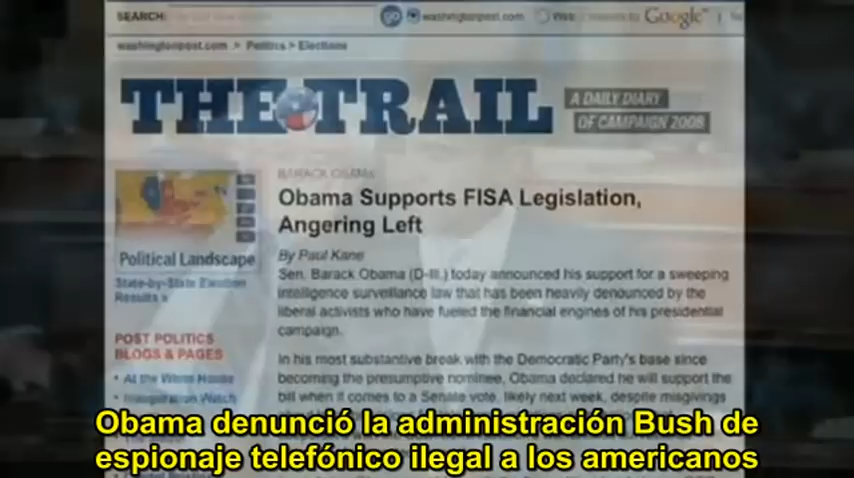 SEARCH:
go washingtonpost.com Web
Google
washingtonpost.com > Politics > Elections
THE TRAIL
A DAILY DIARY
OF CAMPAIGN 2008
BARACK OBAMA
Obama Supports FISA Legislation,
Angering Left
By Paul Kane
Sen. Barack Obama (D-Ill.) today announced his support for a sweeping
intelligence surveillance law that has been heavily denounced by the
liberal activists who have fueled the financial engines of his presidential
campaign.
In his most substantive break with the Democratic Party's base since
becoming the presumptive nominee, Obama declared he will support the
bill when it comes to a Senate vote, likely next week, despite misgivings
Political Landscape
State-by-State Election
Results »
POST POLITICS
BLOGS & PAGES
• At the White House
• Inauguration Watch
Obama denunció la administración Bush de
espionaje telefónico ilegal a los americanos